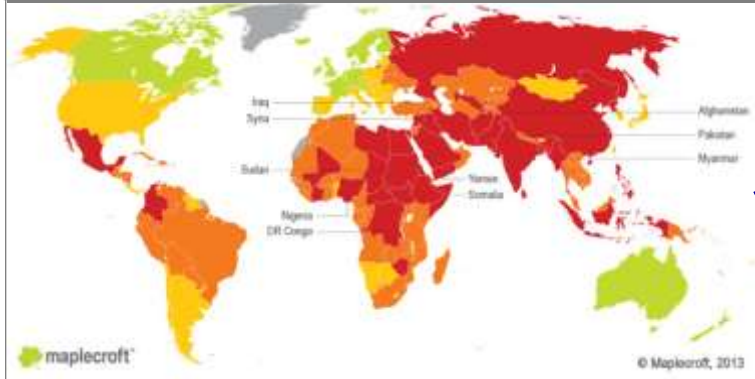 Iraq
Syria
Sudan
Nigeria
DR Congo
Yemen
Somalia
Afghanistan
Pakistan
Myanmar
maplecroft
© Maplecroft, 2013